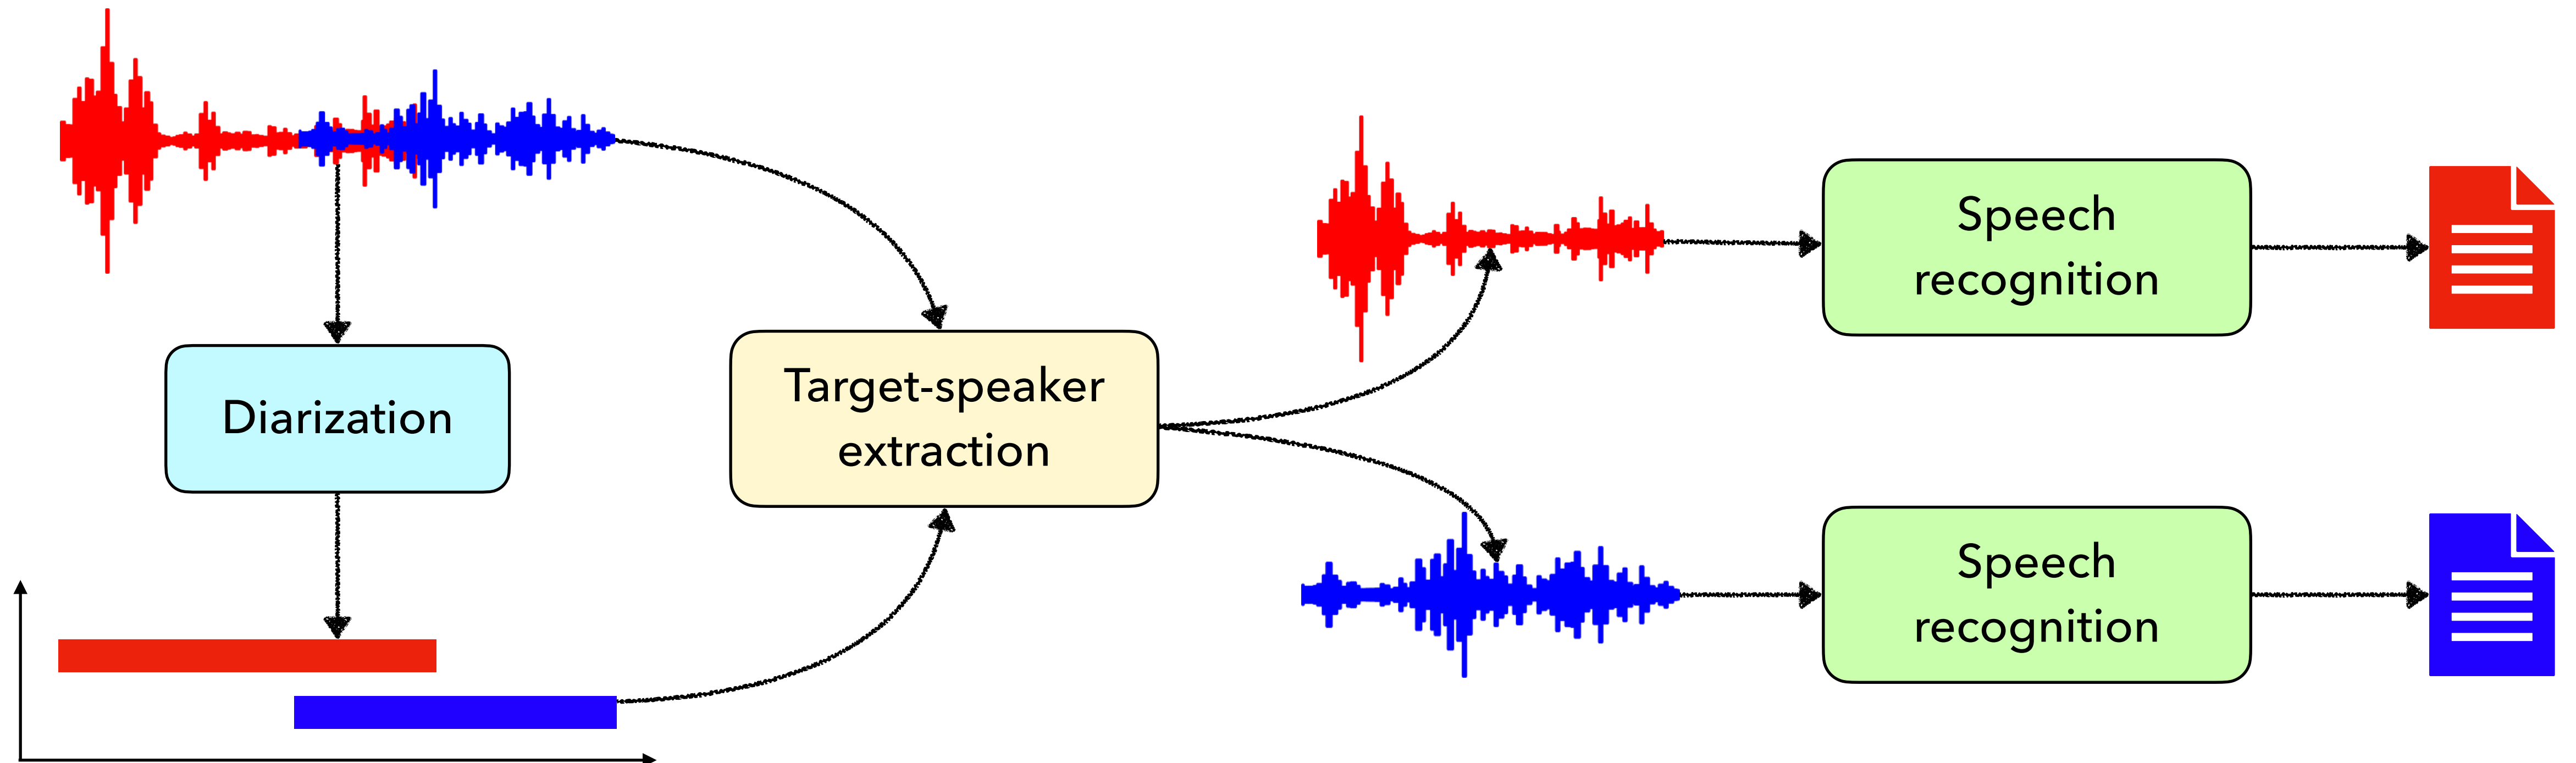 Diarization
Target-speaker
extraction
Speech
recognition
Speech
recognition